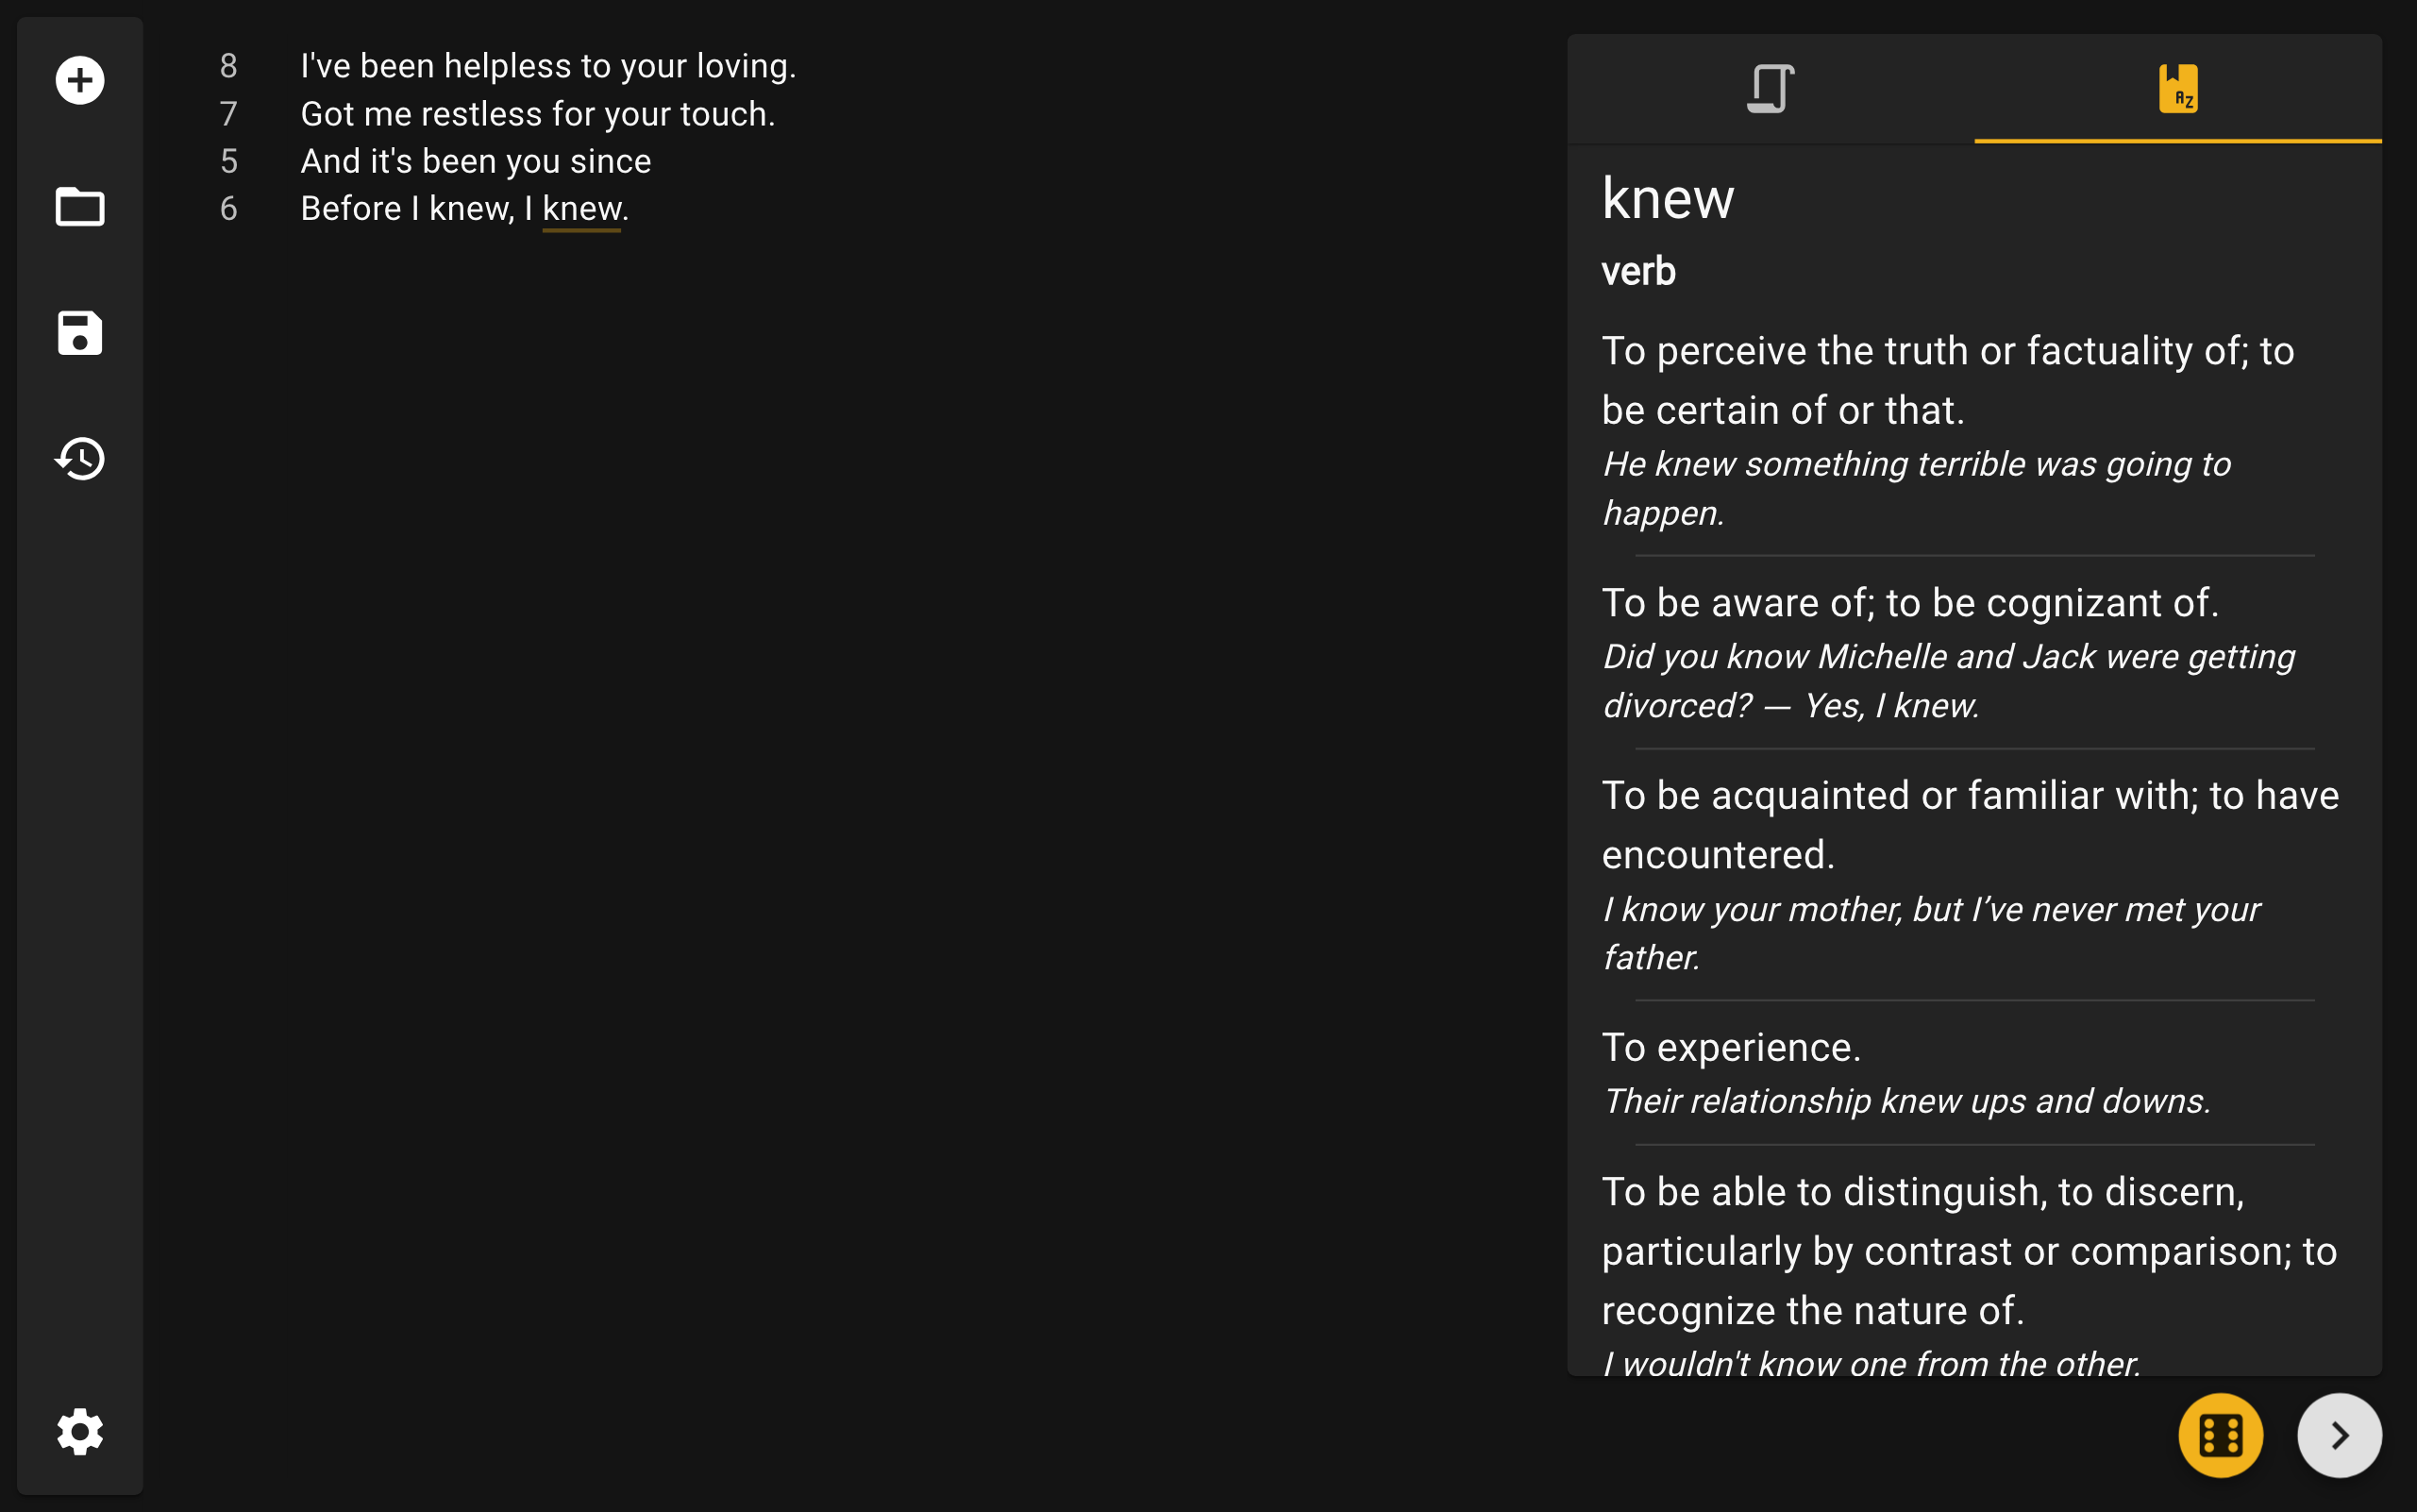 8 I've been helpless to your loving.
7 Got me restless for your touch.
5 And it's been you since
6 Before I knew, I knew.
AZ
knew
verb
To perceive the truth or factuality of; to
be certain of or that.
He knew something terrible was going to
happen.
To be aware of; to be cognizant of.
Did you know Michelle and Jack were getting
divorced? — Yes, I knew.
To be acquainted or familiar with; to have
encountered.
I know your mother, but I’ve never met your
father.
To experience.
Their relationship knew ups and downs.
To be able to distinguish, to discern,
particularly by contrast or comparison; to
recognize the nature of.
I wouldn't know one from the other.